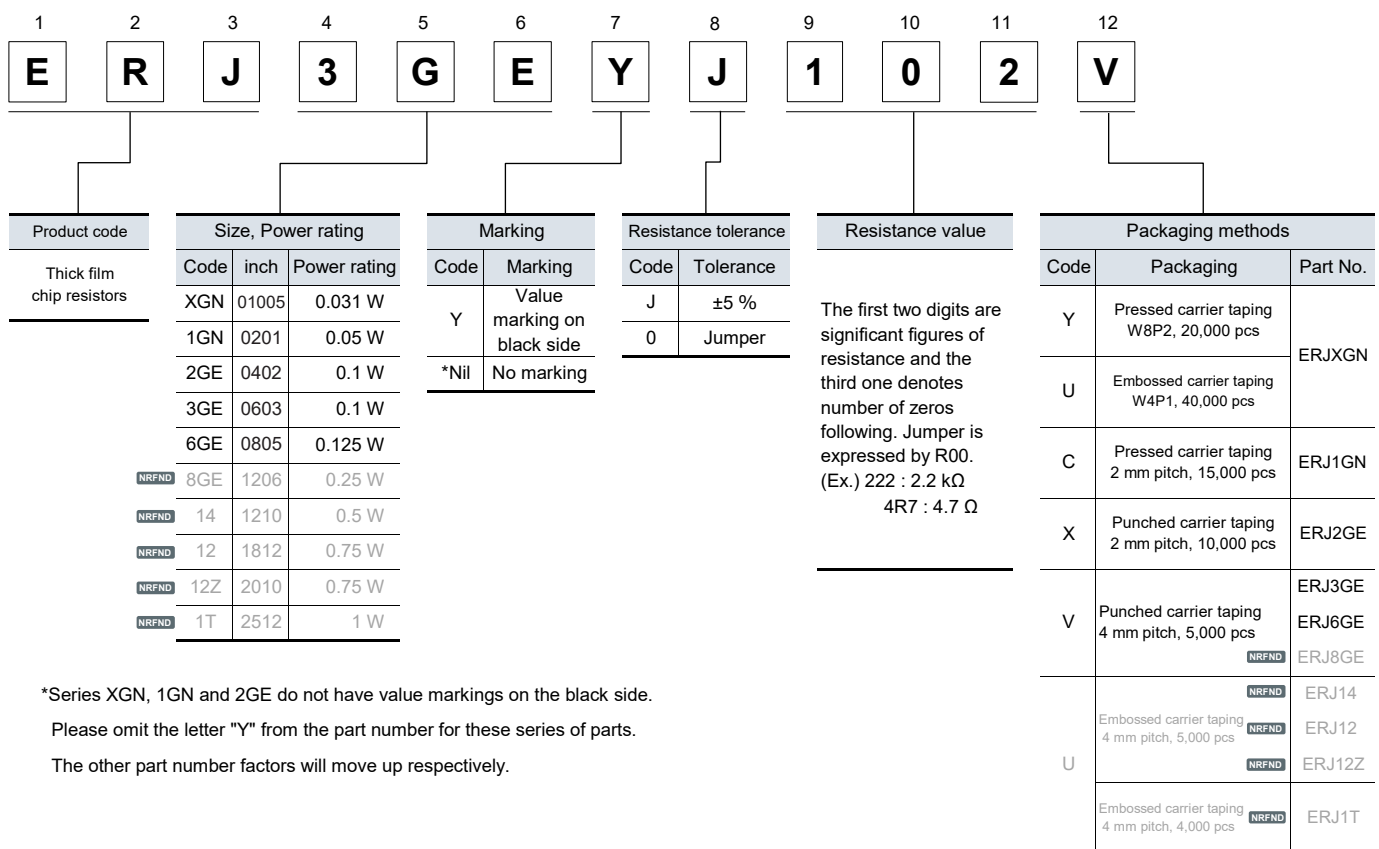 1 2 3 4 5 6 7 8 9 10 11 12
E R J 3 G E Y J 1 0 2 V
Product code
Thick film
chip resistors
Size, Power rating
Code inch Power rating
XGN 01005 0.031 W
1GN 0201 0.05 W
2GE 0402 0.1 W
3GE 0603 0.1 W
6GE 0805 0.125 W
NRFND 8GE 1206 0.25 W
NRFND 14 1210 0.5 W
NRFND 12 1812 0.75 W
NRFND 12Z 2010 0.75 W
NRFND 1T 2512 1 W
Marking
Code Marking
Y
Value
marking on
black side
*Nil No marking
Resistance tolerance
Code Tolerance
J ±5 %
0 Jumper
Resistance value
The first two digits are
significant figures of
resistance and the
third one denotes
number of zeros
following. Jumper is
expressed by R00.
(Ex.) 222 : 2.2 kΩ
4R7 : 4.7 Ω
Packaging methods
Code Packaging Part No.
Y
Pressed carrier taping
W8P2, 20,000 pcs
ERJXGN
U
Embossed carrier taping
W4P1, 40,000 pcs
C
Pressed carrier taping
2 mm pitch, 15,000 pcs
ERJ1GN
X
Punched carrier taping
2 mm pitch, 10,000 pcs
ERJ2GE
V
Punched carrier taping
4 mm pitch, 5,000 pcs
ERJ3GE
ERJ6GE
NRFND ERJ8GE
U
Embossed carrier taping
4 mm pitch, 5,000 pcs
NRFND ERJ14
NRFND ERJ12
NRFND ERJ12Z
Embossed carrier taping
4 mm pitch, 4,000 pcs
NRFND ERJ1T
*Series XGN, 1GN and 2GE do not have value markings on the black side.
Please omit the letter "Y" from the part number for these series of parts.
The other part number factors will move up respectively.